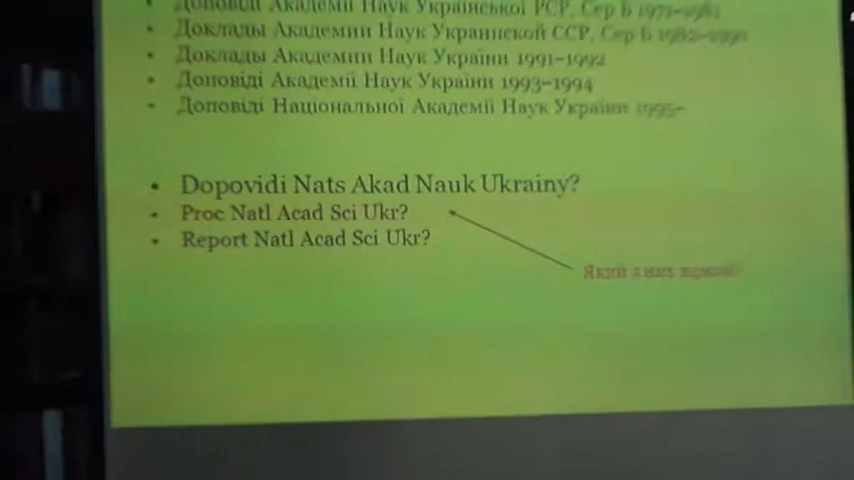 Доповіді Академії Наук Української РСР, Сер Б 1971–1981
Доклады Академии Наук Украинской ССР, Сер Б 1982–1990
Доклады Академии Наук України 1991–1992
Доповіді Академії Наук України 1993–1994
Доповіді Національної Академії Наук України 1995–
Dopovidi Nats Akad Nauk Ukrainy?
Proc Natl Acad Sci Ukr?
Report Natl Acad Sci Ukr?
Який з них